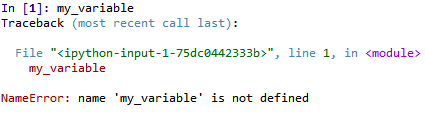 In [1]: my_variable
Traceback (most recent call last):
File "<ipython-input-1-75dc0442333b>", line 1, in <module>
my_variable
NameError: name 'my_variable' is not defined